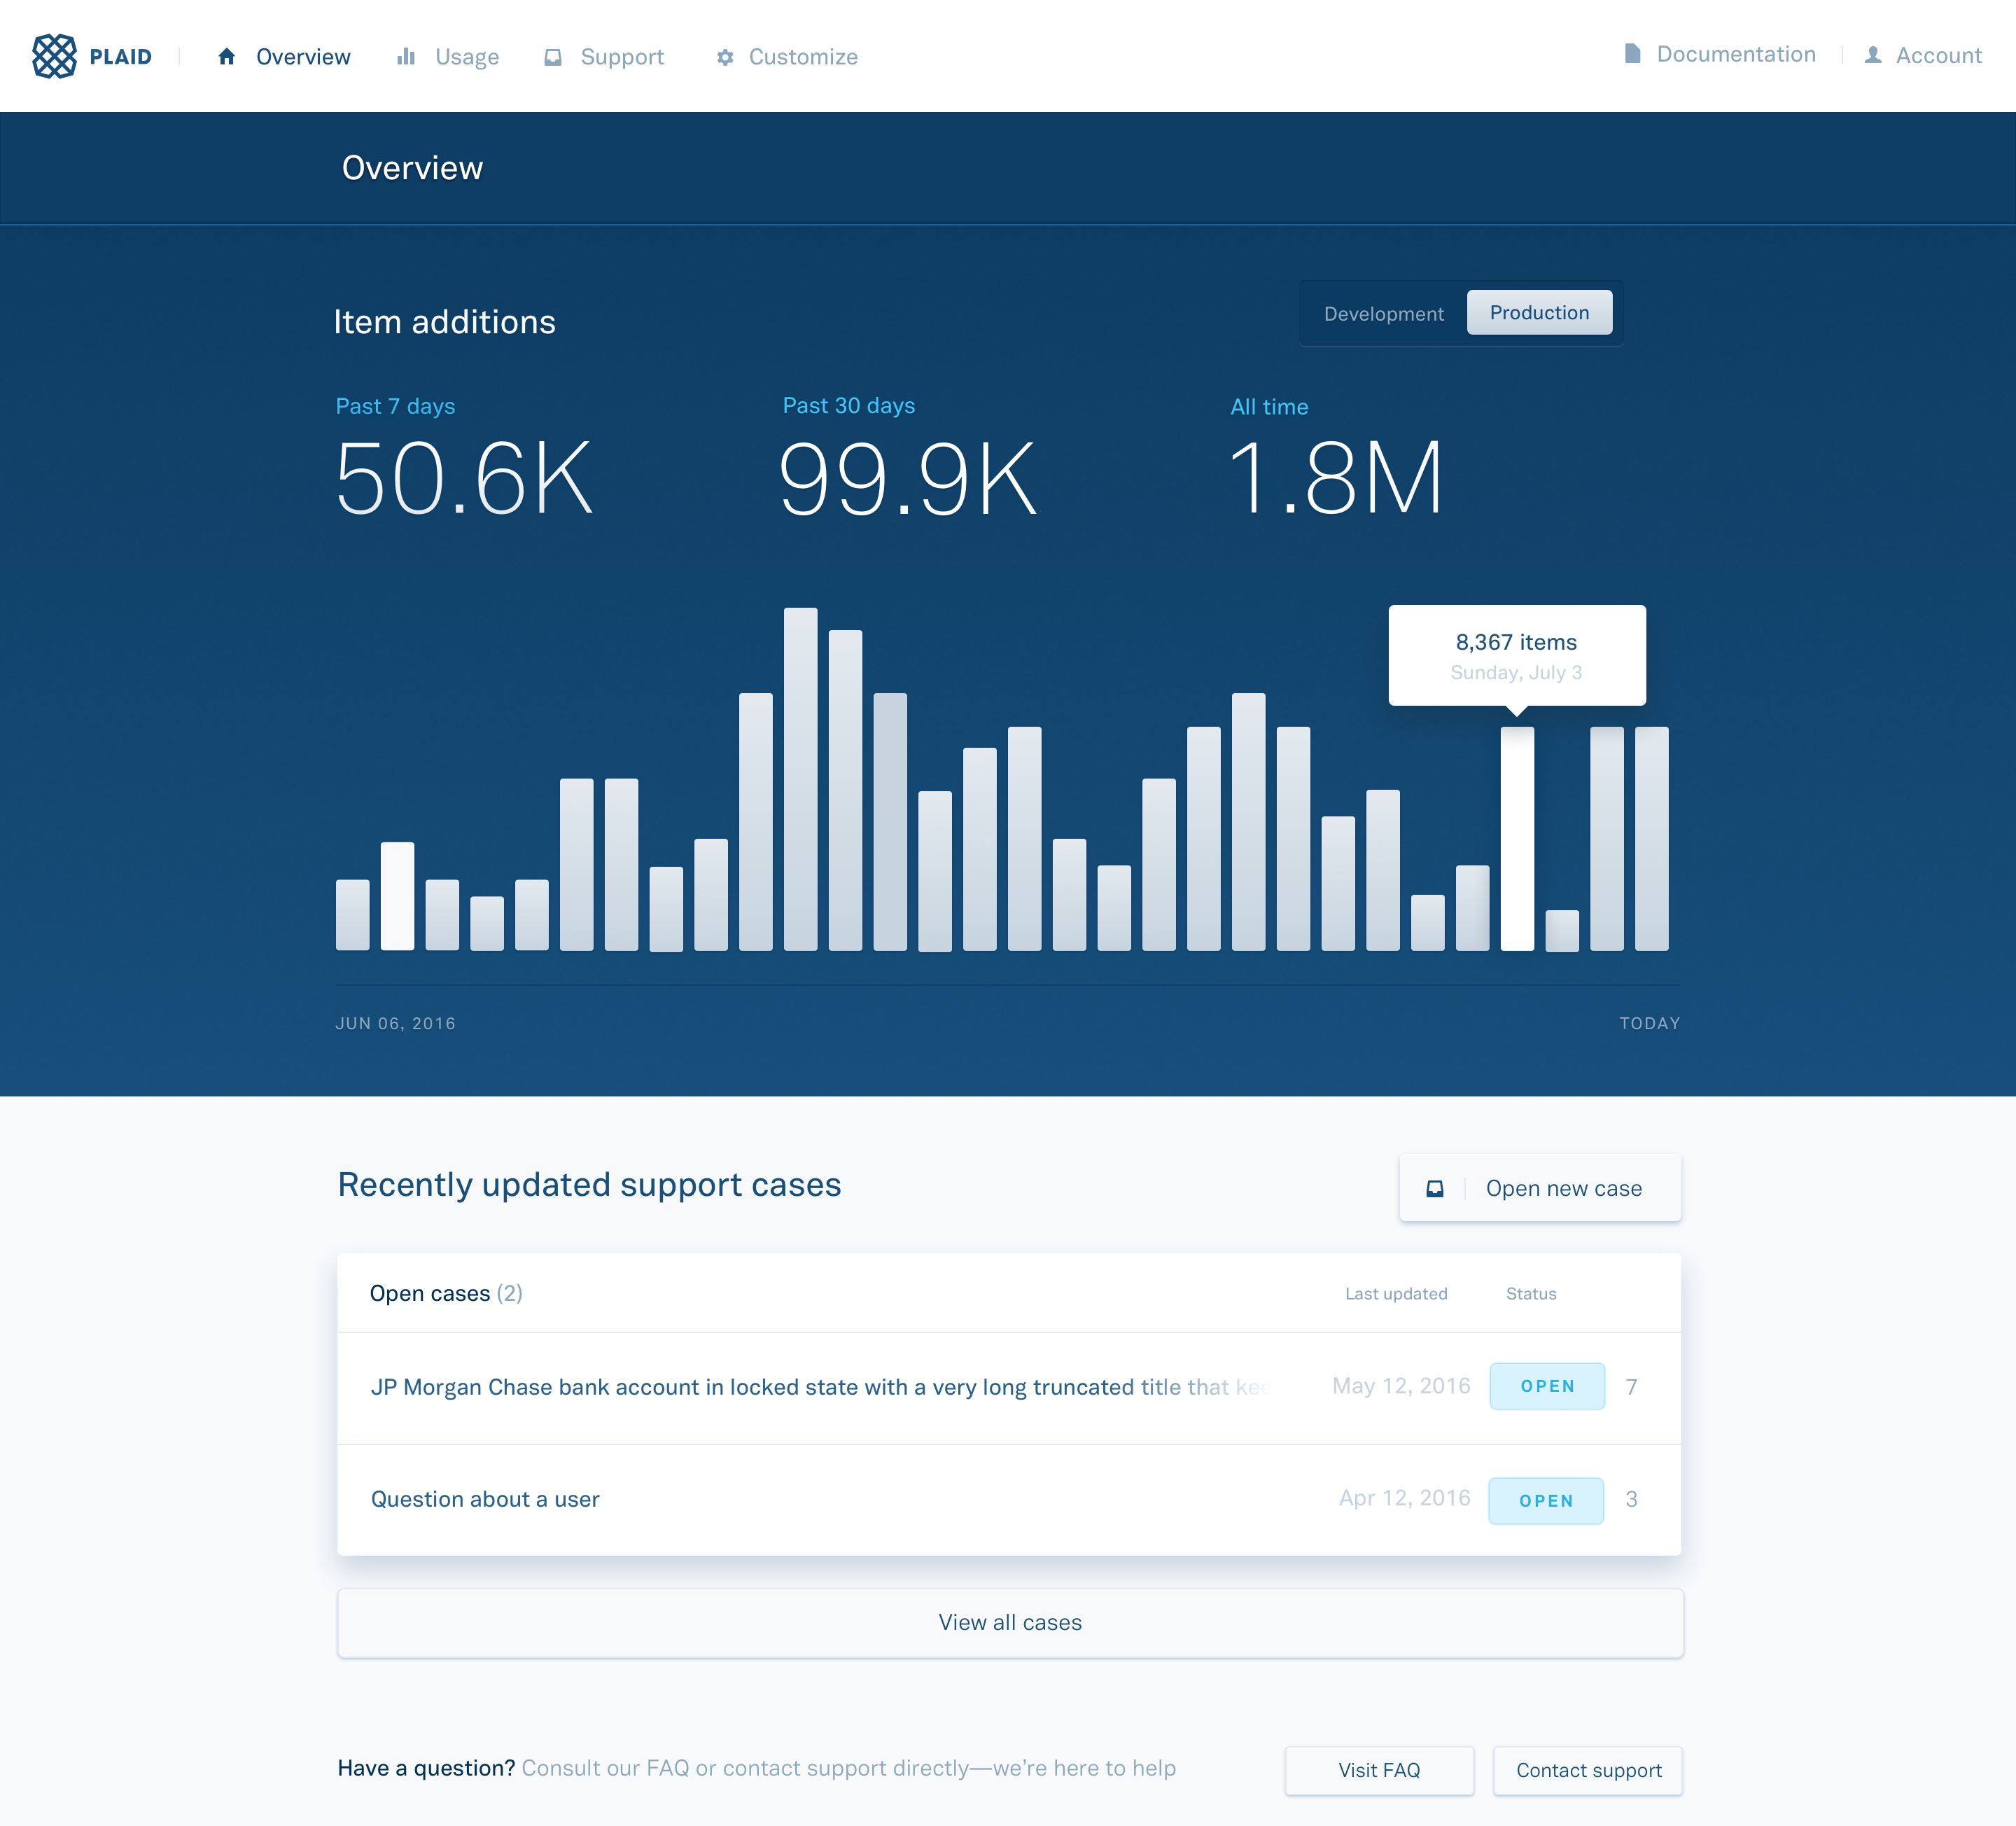 PLAID
Overview
Usage
Support
Customize
Documentation
Account
Overview
Item additions
Development
Production
Past 7 days
50.6K
Past 30 days
99.9K
All time
1.8M
8,367 items
Sunday, July 3
JUN 06, 2016
TODAY
Recently updated support cases
Open new case
Open cases (2)
Last updated
Status
JP Morgan Chase bank account in locked state with a very long truncated title that kee
May 12, 2016
OPEN
7
Question about a user
Apr 12, 2016
OPEN
3
View all cases
Have a question? Consult our FAQ or contact support directly—we’re here to help
Visit FAQ
Contact support